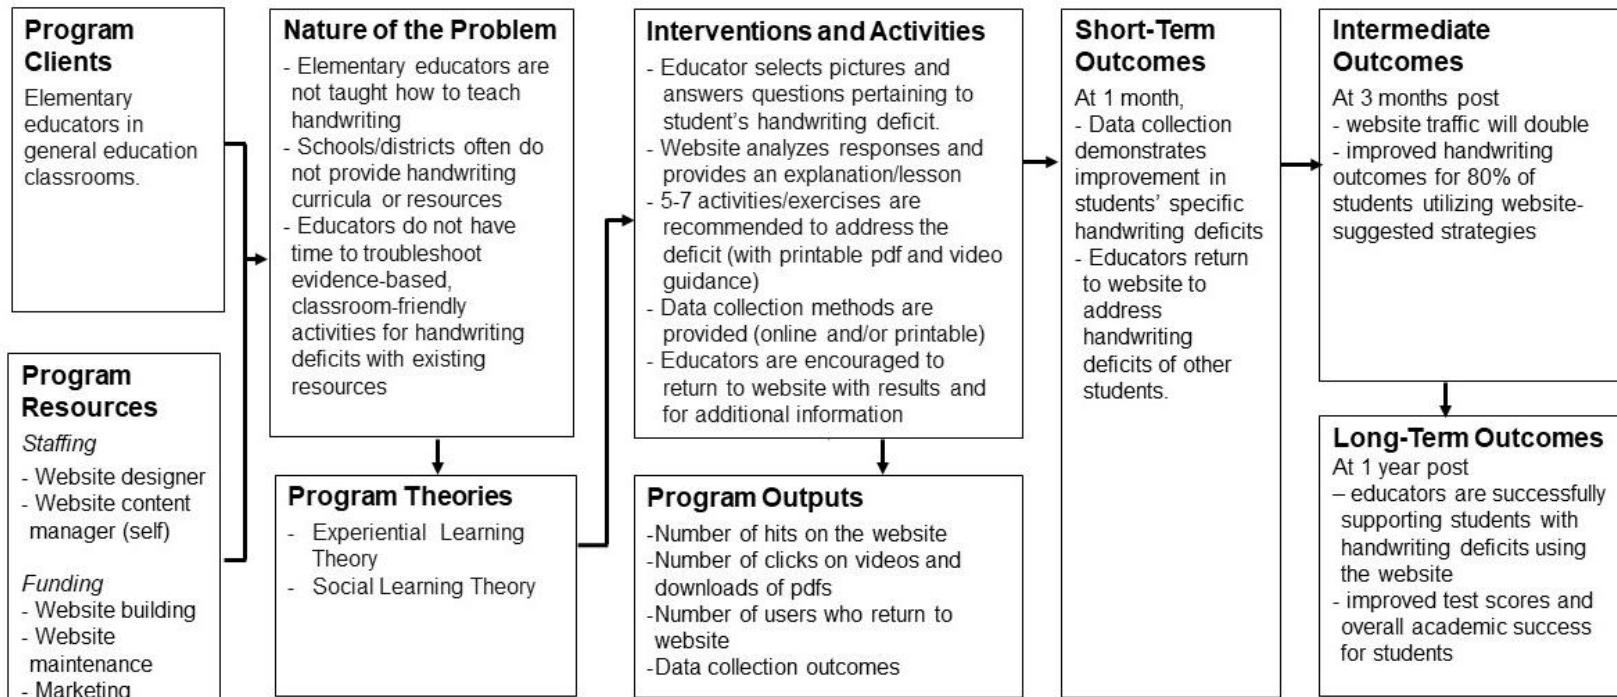 Program
Clients
Elementary
educators in
general education
classrooms.
Program
Resources
Staffing
- Website designer
- Website content
manager (self)
Funding
- Website building
- Website
maintenance
- Marketing
Nature of the Problem
- Elementary educators are
not taught how to teach
handwriting
- Schools/districts often do
not provide handwriting
curricula or resources
- Educators do not have
time to troubleshoot
evidence-based,
classroom-friendly
activities for handwriting
deficits with existing
resources
Program Theories
- Experiential Learning
Theory
- Social Learning Theory
Interventions and Activities
- Educator selects pictures and
answers questions pertaining to
student's handwriting deficit.
- Website analyzes responses and
provides an explanation/lesson
- 5-7 activities/exercises are
recommended to address the
deficit (with printable pdf and video
guidance)
- Data collection methods are
provided (online and/or printable)
- Educators are encouraged to
return to website with results and
for additional information
Program Outputs
-Number of hits on the website
-Number of clicks on videos and
downloads of pdfs
-Number of users who return to
website
-Data collection outcomes
Short-Term
Outcomes
At 1 month,
- Data collection
demonstrates
improvement in
students' specific
handwriting deficits
- Educators return
to website to
address
handwriting
deficits of other
students.
Intermediate
Outcomes
At 3 months post
- website traffic will double
- improved handwriting
outcomes for 80% of
students utilizing website-
suggested strategies
Long-Term Outcomes
At 1 year post
– educators are successfully
supporting students with
handwriting deficits using
the website
- improved test scores and
overall academic success
for students